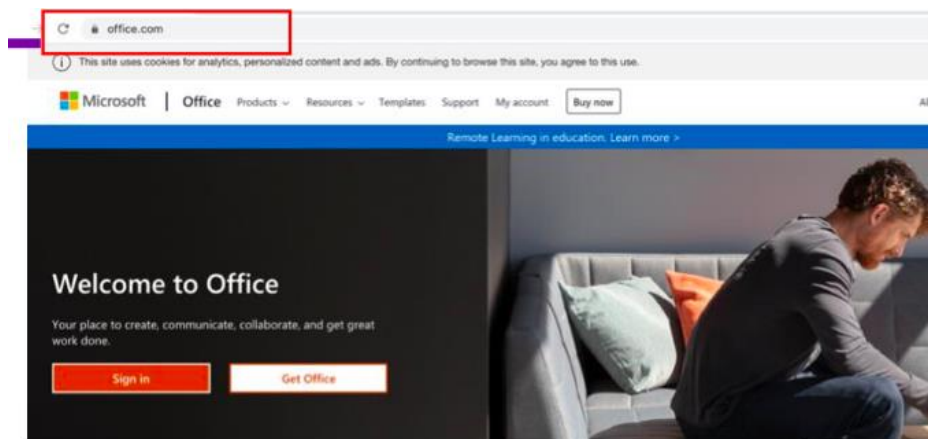 office.com
This site uses cookies for analytics, personalized content and ads. By continuing to browse this site, you agree to this use.
Microsoft | Office Products Resources Templates Support My account Buy now
Remote Learning in education. Learn more >
Welcome to Office
Your place to create, communicate, collaborate, and get great
work done.
Sign in Get Office